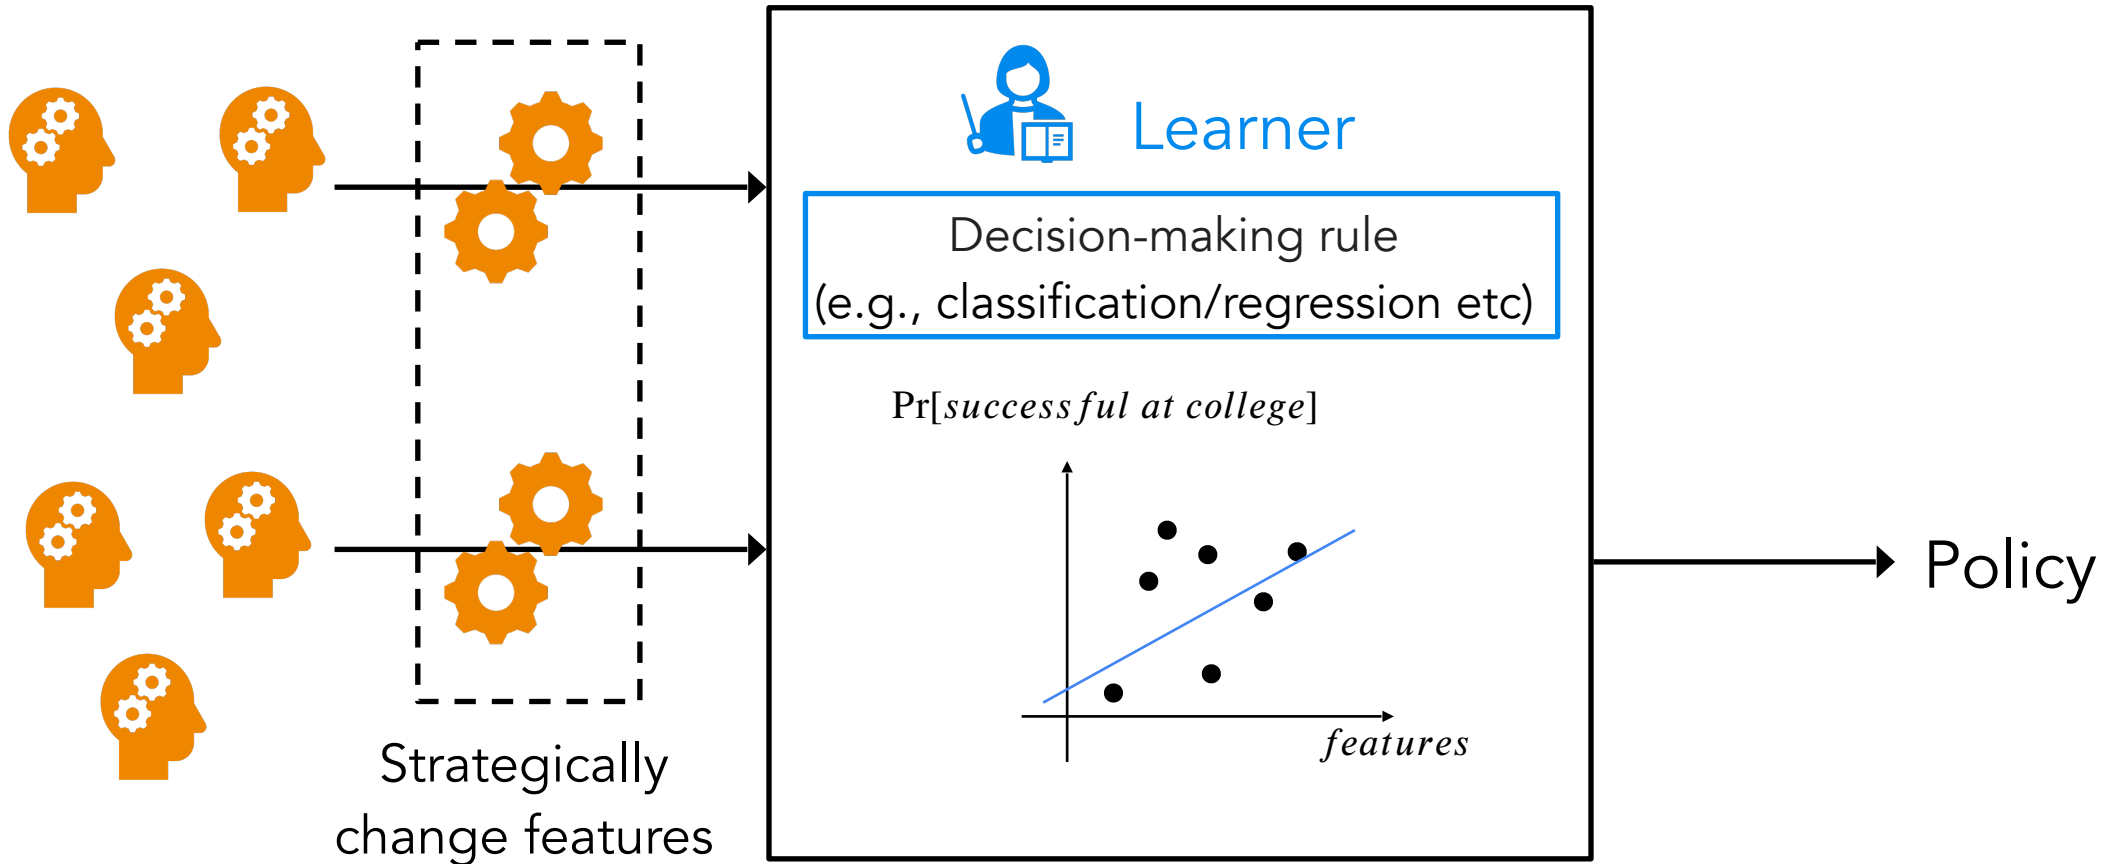 Learner
Decision-making rule
(e.g., classification/regression etc)
Pr[successful at college]
features
Strategically
change features
Policy